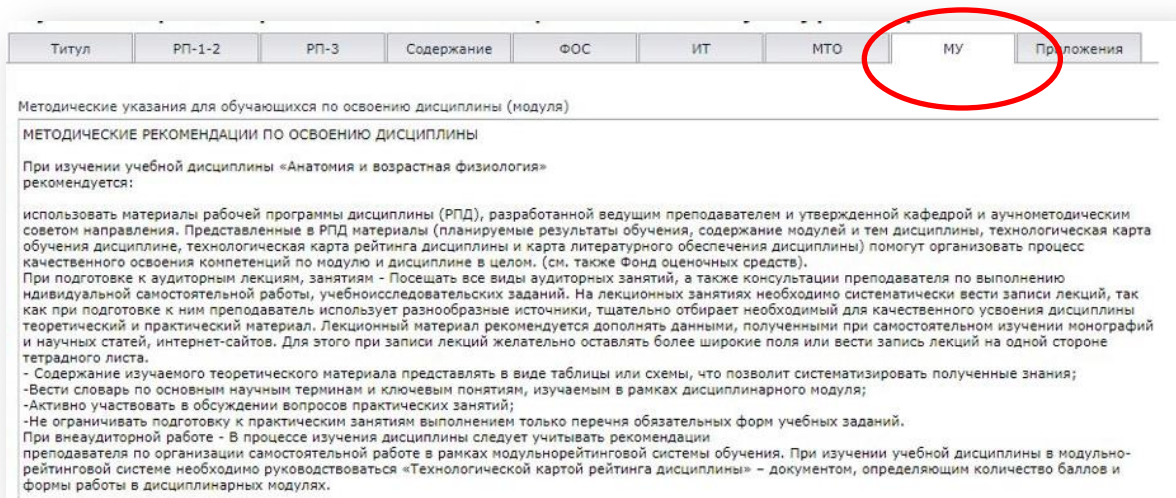 Титул РП-1-2 РП-3 Содержание ФОС ИТ МТО МУ Приложения
Методические указания для обучающихся по освоению дисциплины (модуля)
МЕТОДИЧЕСКИЕ РЕКОМЕНДАЦИИ ПО ОСВОЕНИЮ ДИСЦИПЛИНЫ
При изучении учебной дисциплины «Анатомия и возрастная физиология»
рекомендуется:
использовать материалы рабочей программы дисциплины (РПД), разработанной ведущим преподавателем и утвержденной кафедрой и аучнометодическим
советом направления. Представленные в РПД материалы (планируемые результаты обучения, содержание модулей и тем дисциплины, технологическая карта
обучения дисциплине, технологическая карта рейтинга дисциплины и карта литературного обеспечения дисциплины) помогут организовать процесс
качественного освоения компетенций по модулю и дисциплине в целом. (см. также Фонд оценочных средств).
При подготовке к аудиторным лекциям, занятиям - Посещать все виды аудиторных занятий, а также консультации преподавателя по выполнению
ндивидуальной самостоятельной работы, учебноисследовательских заданий. На лекционных занятиях необходимо систематически вести записи лекций, так
как при подготовке к ним преподаватель использует разнообразные источники, тщательно отбирает необходимый для качественного усвоения дисциплины
теоретический и практический материал. Лекционный материал рекомендуется дополнять данными, полученными при самостоятельном изучении монографий
и научных статей, интернет-сайтов. Для этого при записи лекций желательно оставлять более широкие поля или вести запись лекций на одной стороне
тетрадного листа.
- Содержание изучаемого теоретического материала представлять в виде таблицы или схемы, что позволит систематизировать полученные знания;
-Вести словарь по основным научным терминам и ключевым понятиям, изучаемым в рамках дисциплинарного модуля;
-Активно участвовать в обсуждении вопросов практических занятий;
-Не ограничивать подготовку к практическим занятиям выполнением только перечня обязательных форм учебных заданий.
При внеаудиторной работе - В процессе изучения дисциплины следует учитывать рекомендации
преподавателя по организации самостоятельной работе в рамках модульнорейтинговой системы обучения. При изучении учебной дисциплины в модульно-
рейтинговой системе необходимо руководствоваться «Технологической картой рейтинга дисциплины» – документом, определяющим количество баллов и
формы работы в дисциплинарных модулях.